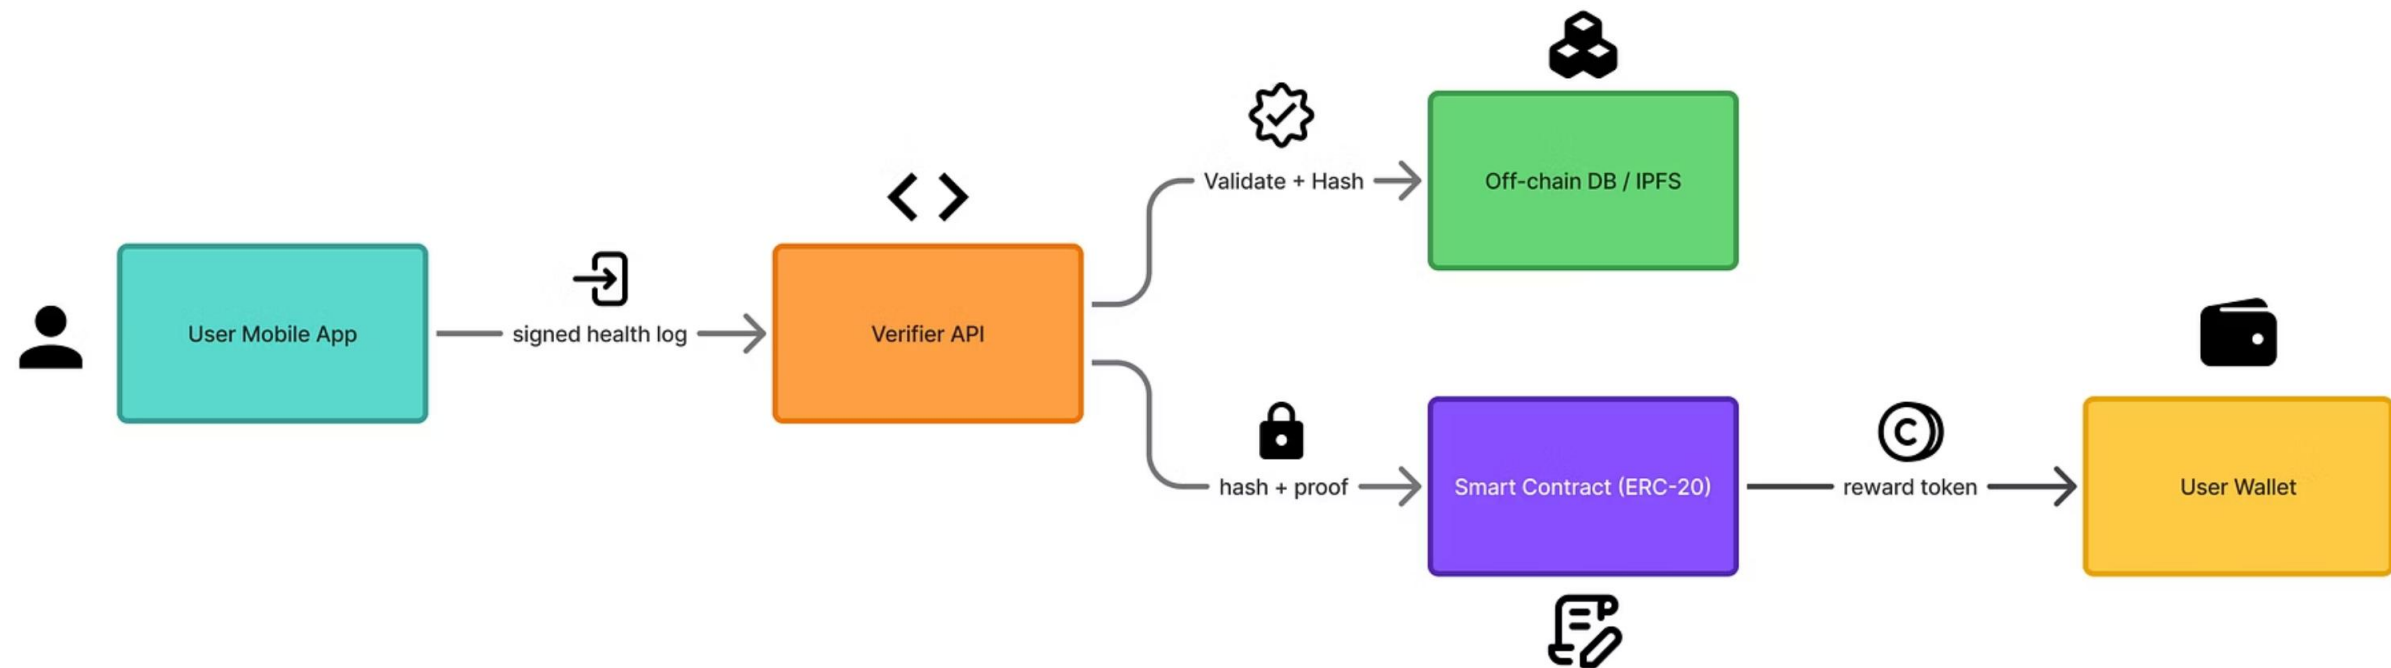 User Mobile App
signed health log
Verifier API
Validate + Hash
Off-chain DB / IPFS
hash + proof
Smart Contract (ERC-20)
reward token
User Wallet